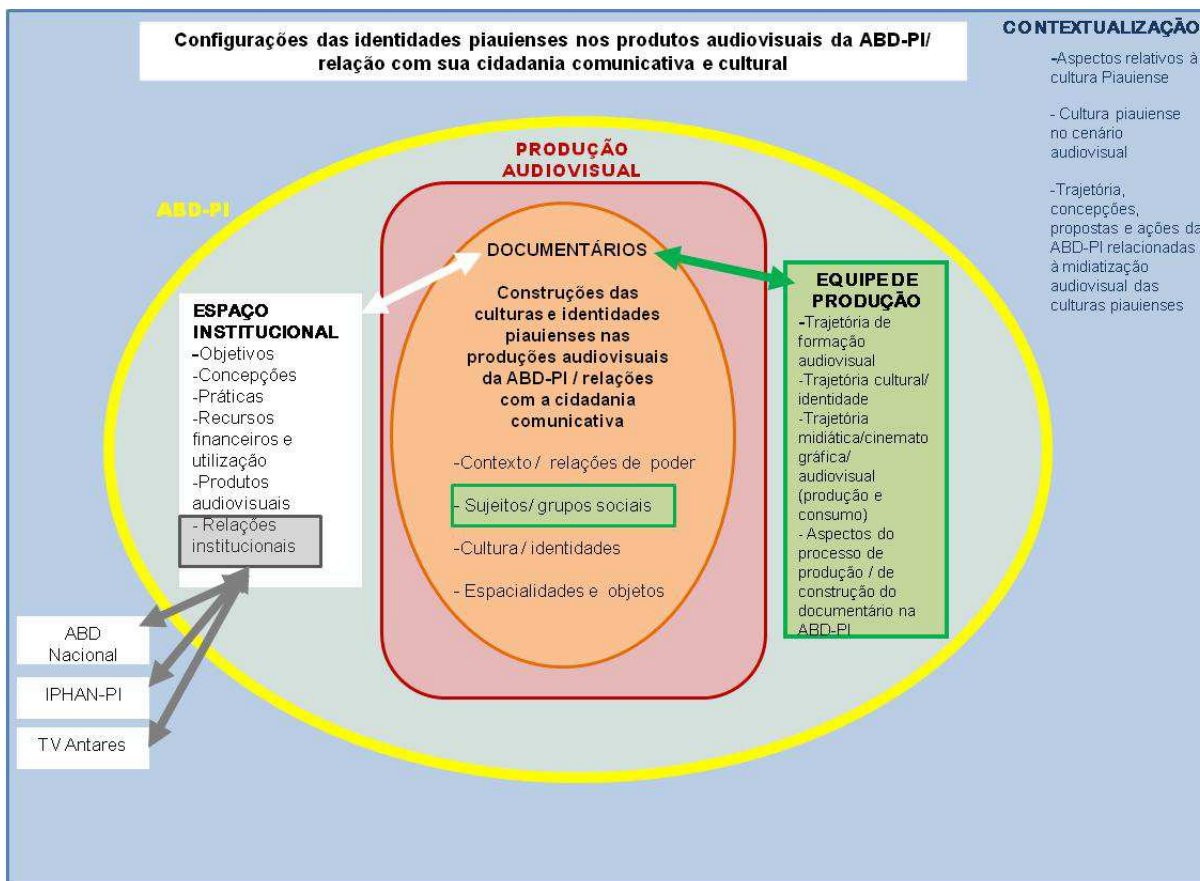 Configurações das identidades piauienses nos produtos audiovisuais da ABD-PI/
relação com sua cidadania comunicativa e cultural
CONTEXTUALIZAÇÃO
-Aspectos relativos à
cultura Piauiense
- Cultura piauiense
no cenário
audiovisual
-Trajetória,
concepções,
propostas e ações da
ABD-PI relacionadas
à midiatização
audiovisual das
culturas piauienses
ABD-PI
PRODUÇÃO
AUDIOVISUAL
ESPAÇO
INSTITUCIONAL
-Objetivos
-Concepções
-Práticas
-Recursos
financeiros e
utilização
-Produtos
audiovisuais
- Relações
institucionais
DOCUMENTÁRIOS
Construções das
culturas e identidades
piauienses nas
produções audiovisuais
da ABD-PI / relações
com a cidadania
comunicativa
-Contexto / relações de poder
- Sujeitos/ grupos sociais
-Cultura / identidades
- Espacialidades e objetos
EQUIPE DE
PRODUÇÃO
-Trajetória de
formação
audiovisual
-Trajetória cultural/
identidade
-Trajetória
midiática/cinemato
gráfica/
audiovisual
(produção e
consumo)
- Aspectos do
processo de
produção / de
construção do
documentário na
ABD-PI
ABD
Nacional
IPHAN-PI
TV Antares